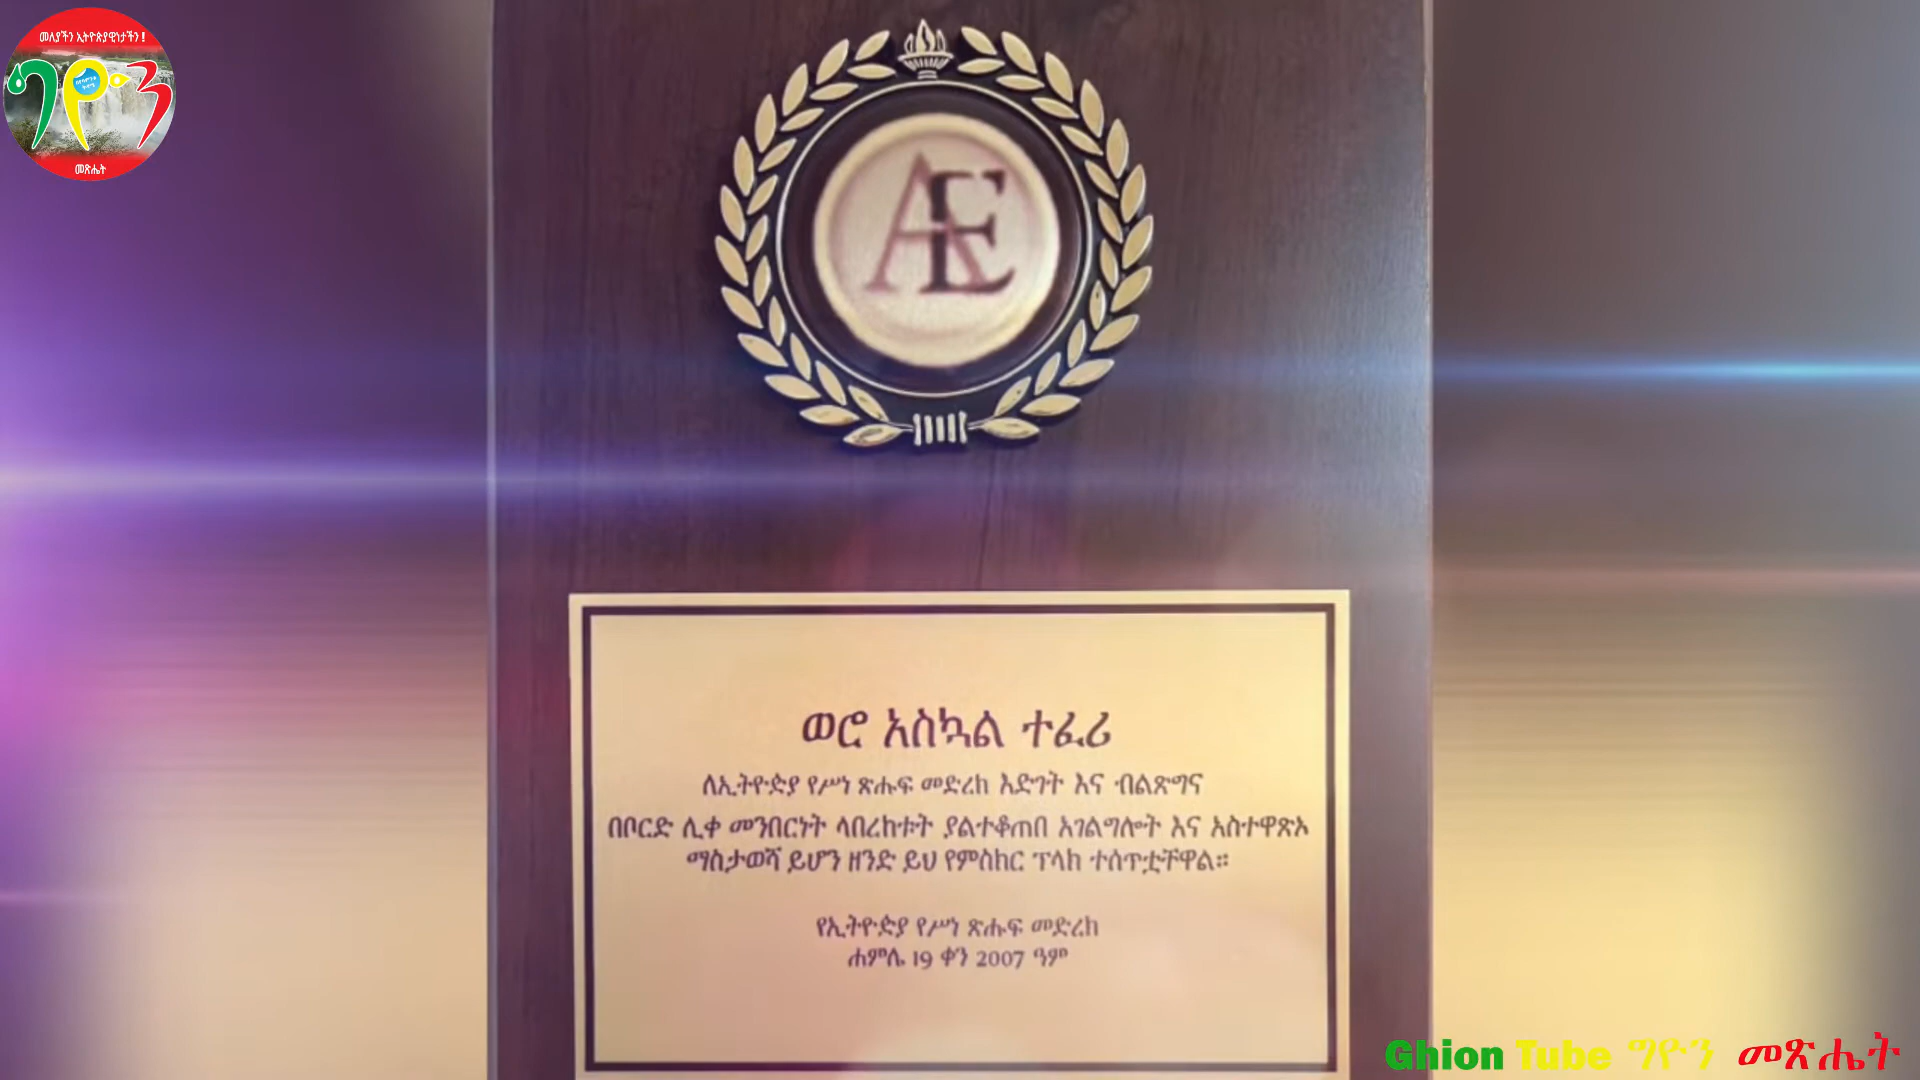 መለያችን ኢትዮጵያዊነታችን !
ግዮን
መጽሔት
Æ
ወሮ አስኳል ተፈሪ
ለኢትዮጵያ የሥነ ጽሑፍ መድረክ እድገት እና ብልጽግና
በቦርድ ሊቀ መንበርነት ላበረከቱት ያልተቆጠበ አገልግሎት እና አስተዋጽኦ
ማስታወሻ ይሆን ዘንድ ይህ የምስክር ፕላክ ተሰጥቷቸዋል።
የኢትዮጵያ የሥነ ጽሑፍ መድረክ
ሐምሌ 19 ቀን 2007 ዓም
Ghion Tube ግዮን መጽሔት